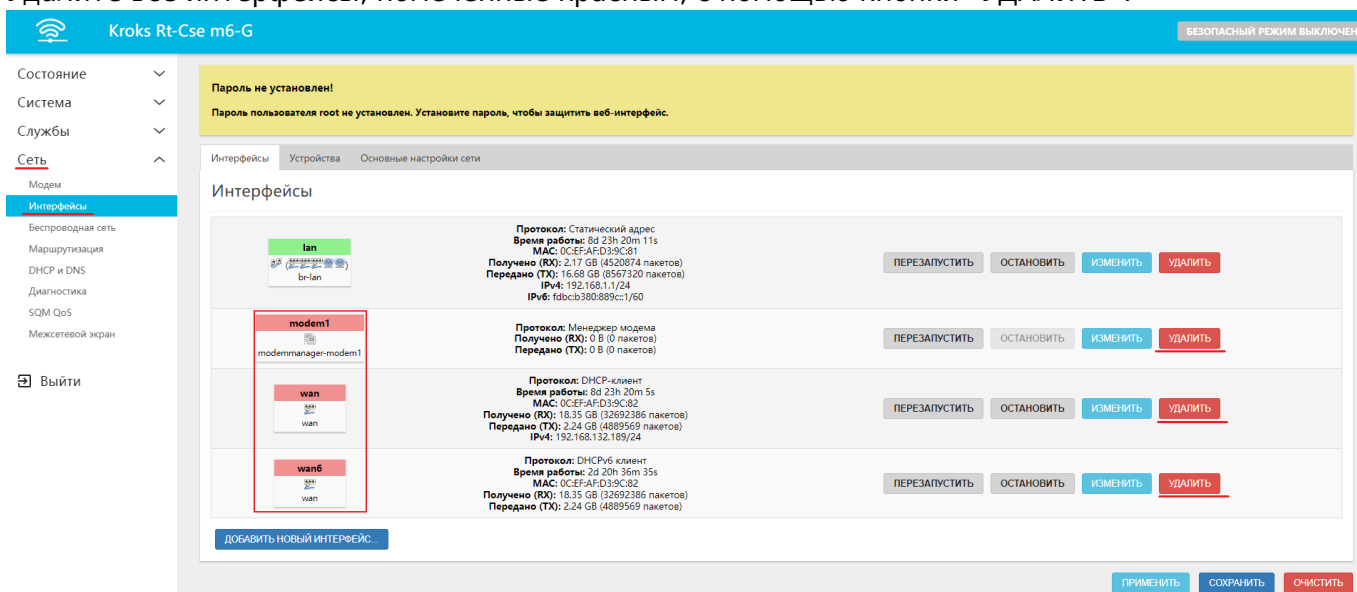 Удалите все интерфейсы, помеченные красным, с помощью кнопки "УДАЛИТЬ".
Kroks Rt-Cse m6-G
БЕЗОПАСНЫЙ РЕЖИМ ВЫКЛЮЧЕН
Состояние
Система
Службы
Сеть
Модем
Интерфейсы
Беспроводная сеть
Маршрутизация
DHCP и DNS
Диагностика
SQM QoS
Межсетевой экран
Выйти
Пароль не установлен!
Пароль пользователя root не установлен. Установите пароль, чтобы защитить веб-интерфейс.
Интерфейсы Устройства Основные настройки сети
Интерфейсы
lan
br-lan
Протокол: Статический адрес
Время работы: 8d 23h 20m 11s
MAC: 0C:EF:AF:D3:9C:81
Получено (RX): 2.17 GB (4520874 пакетов)
Передано (TX): 16.68 GB (8567320 пакетов)
IPv4: 192.168.1.1/24
IPv6: fdbc:b380:889c::1/60
ПЕРЕЗАПУСТИТЬ ОСТАНОВИТЬ ИЗМЕНИТЬ УДАЛИТЬ
modem1
modemmanager-modem1
Протокол: Менеджер модема
Получено (RX): 0 B (0 пакетов)
Передано (TX): 0 B (0 пакетов)
ПЕРЕЗАПУСТИТЬ ОСТАНОВИТЬ ИЗМЕНИТЬ УДАЛИТЬ
wan
wan
Протокол: DHCP-клиент
Время работы: 8d 23h 20m 5s
MAC: 0C:EF:AF:D3:9C:82
Получено (RX): 18.35 GB (32692386 пакетов)
Передано (TX): 2.24 GB (4889569 пакетов)
IPv4: 192.168.132.189/24
ПЕРЕЗАПУСТИТЬ ОСТАНОВИТЬ ИЗМЕНИТЬ УДАЛИТЬ
wan6
wan
Протокол: DHCPv6 клиент
Время работы: 2d 20h 36m 35s
MAC: 0C:EF:AF:D3:9C:82
Получено (RX): 18.35 GB (32692386 пакетов)
Передано (TX): 2.24 GB (4889569 пакетов)
ПЕРЕЗАПУСТИТЬ ОСТАНОВИТЬ ИЗМЕНИТЬ УДАЛИТЬ
ДОБАВИТЬ НОВЫЙ ИНТЕРФЕЙС...
ПРИМЕНИТЬ СОХРАНИТЬ ОЧИСТИТЬ